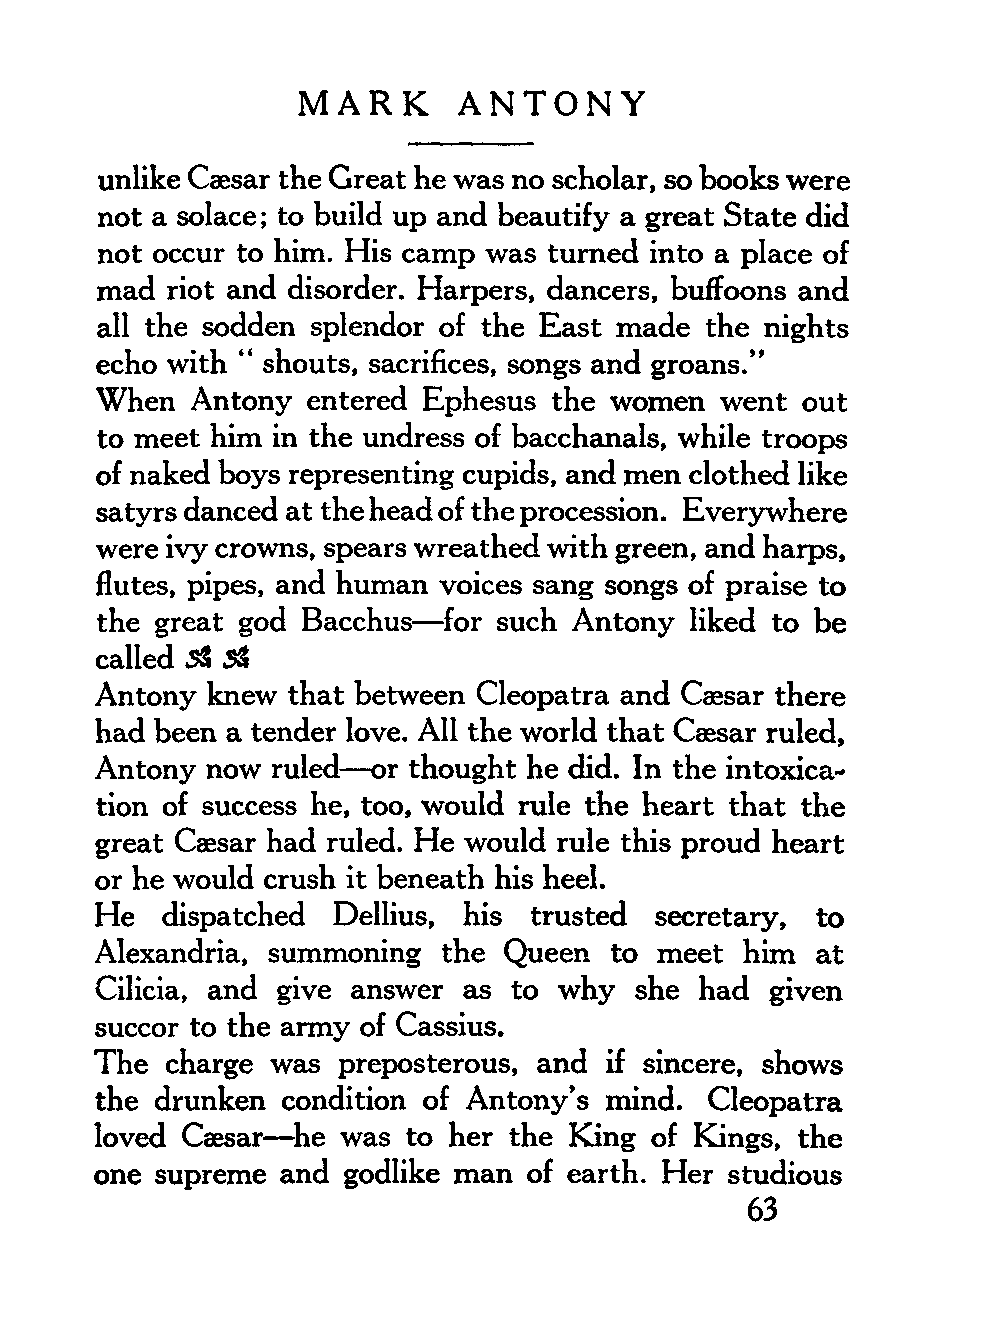 MARK ANTONY
unlike Cæsar the Great he was no scholar, so books were
not a solace; to build up and beautify a great State did
not occur to him. His camp was turned into a place of
mad riot and disorder. Harpers, dancers, buffoons and
all the sodden splendor of the East made the nights
echo with “ shouts, sacrifices, songs and groans.”
When Antony entered Ephesus the women went out
to meet him in the undress of bacchanals, while troops
of naked boys representing cupids, and men clothed like
satyrs danced at the head of the procession. Everywhere
were ivy crowns, spears wreathed with green, and harps,
flutes, pipes, and human voices sang songs of praise to
the great god Bacchus—for such Antony liked to be
called
Antony knew that between Cleopatra and Cæsar there
had been a tender love. All the world that Cæsar ruled,
Antony now ruled—or thought he did. In the intoxica-
tion of success he, too, would rule the heart that the
great Cæsar had ruled. He would rule this proud heart
or he would crush it beneath his heel.
He dispatched Dellius, his trusted secretary, to
Alexandria, summoning the Queen to meet him at
Cilicia, and give answer as to why she had given
succor to the army of Cassius.
The charge was preposterous, and if sincere, shows
the drunken condition of Antony's mind. Cleopatra
loved Cæsar—he was to her the King of Kings, the
one supreme and godlike man of earth. Her studious
63